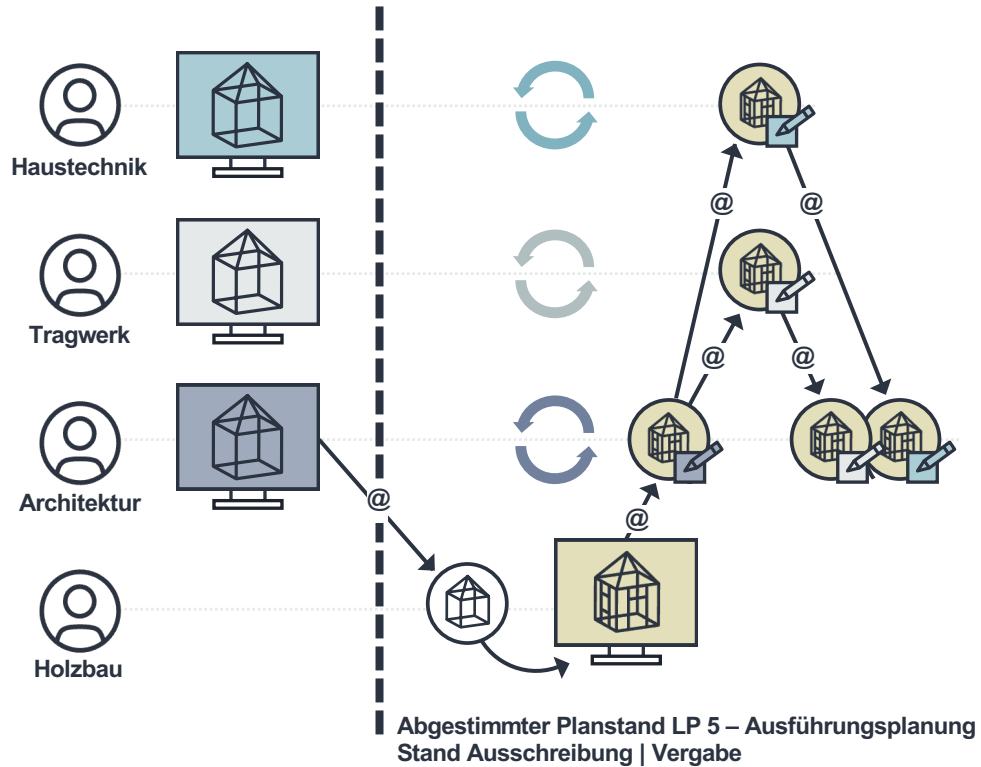 Haustechnik
@
@
Tragwerk
@
@
Architektur
@
@
Holzbau
Abgestimmter Planstand LP 5 – Ausführungsplanung
Stand Ausschreibung | Vergabe